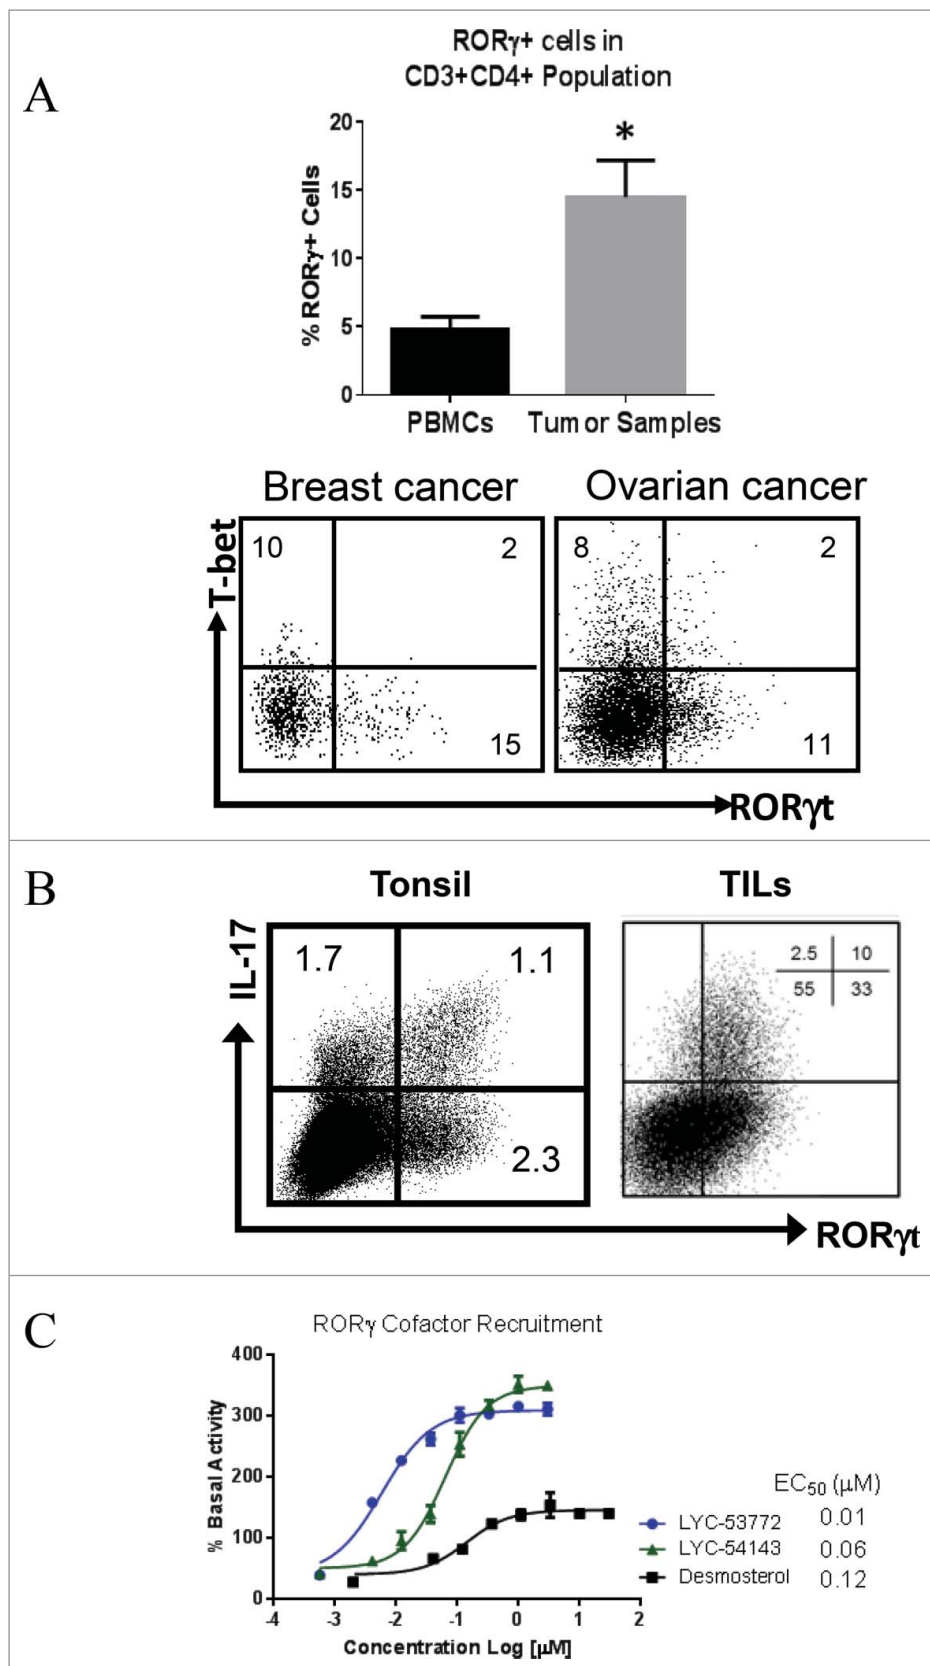 A
RORγ+ cells in
CD3+CD4+ Population
% RORγ+ Cells
20
15
10
5
0
*
PBMCs
Tumor Samples
Breast cancer
Ovarian cancer
T-bet
10
2
15
8
2
11
RORγt
B
Tonsil
TILs
IL-17
1.7
1.1
2.3
2.5
10
55
33
RORγt
C
RORγ Cofactor Recruitment
% Basal Activity
400
300
200
100
0
-4
-3
-2
-1
0
1
2
Concentration Log [µM]
EC50 (µM)
LYC-53772 0.01
LYC-54143 0.06
Desmosterol 0.12